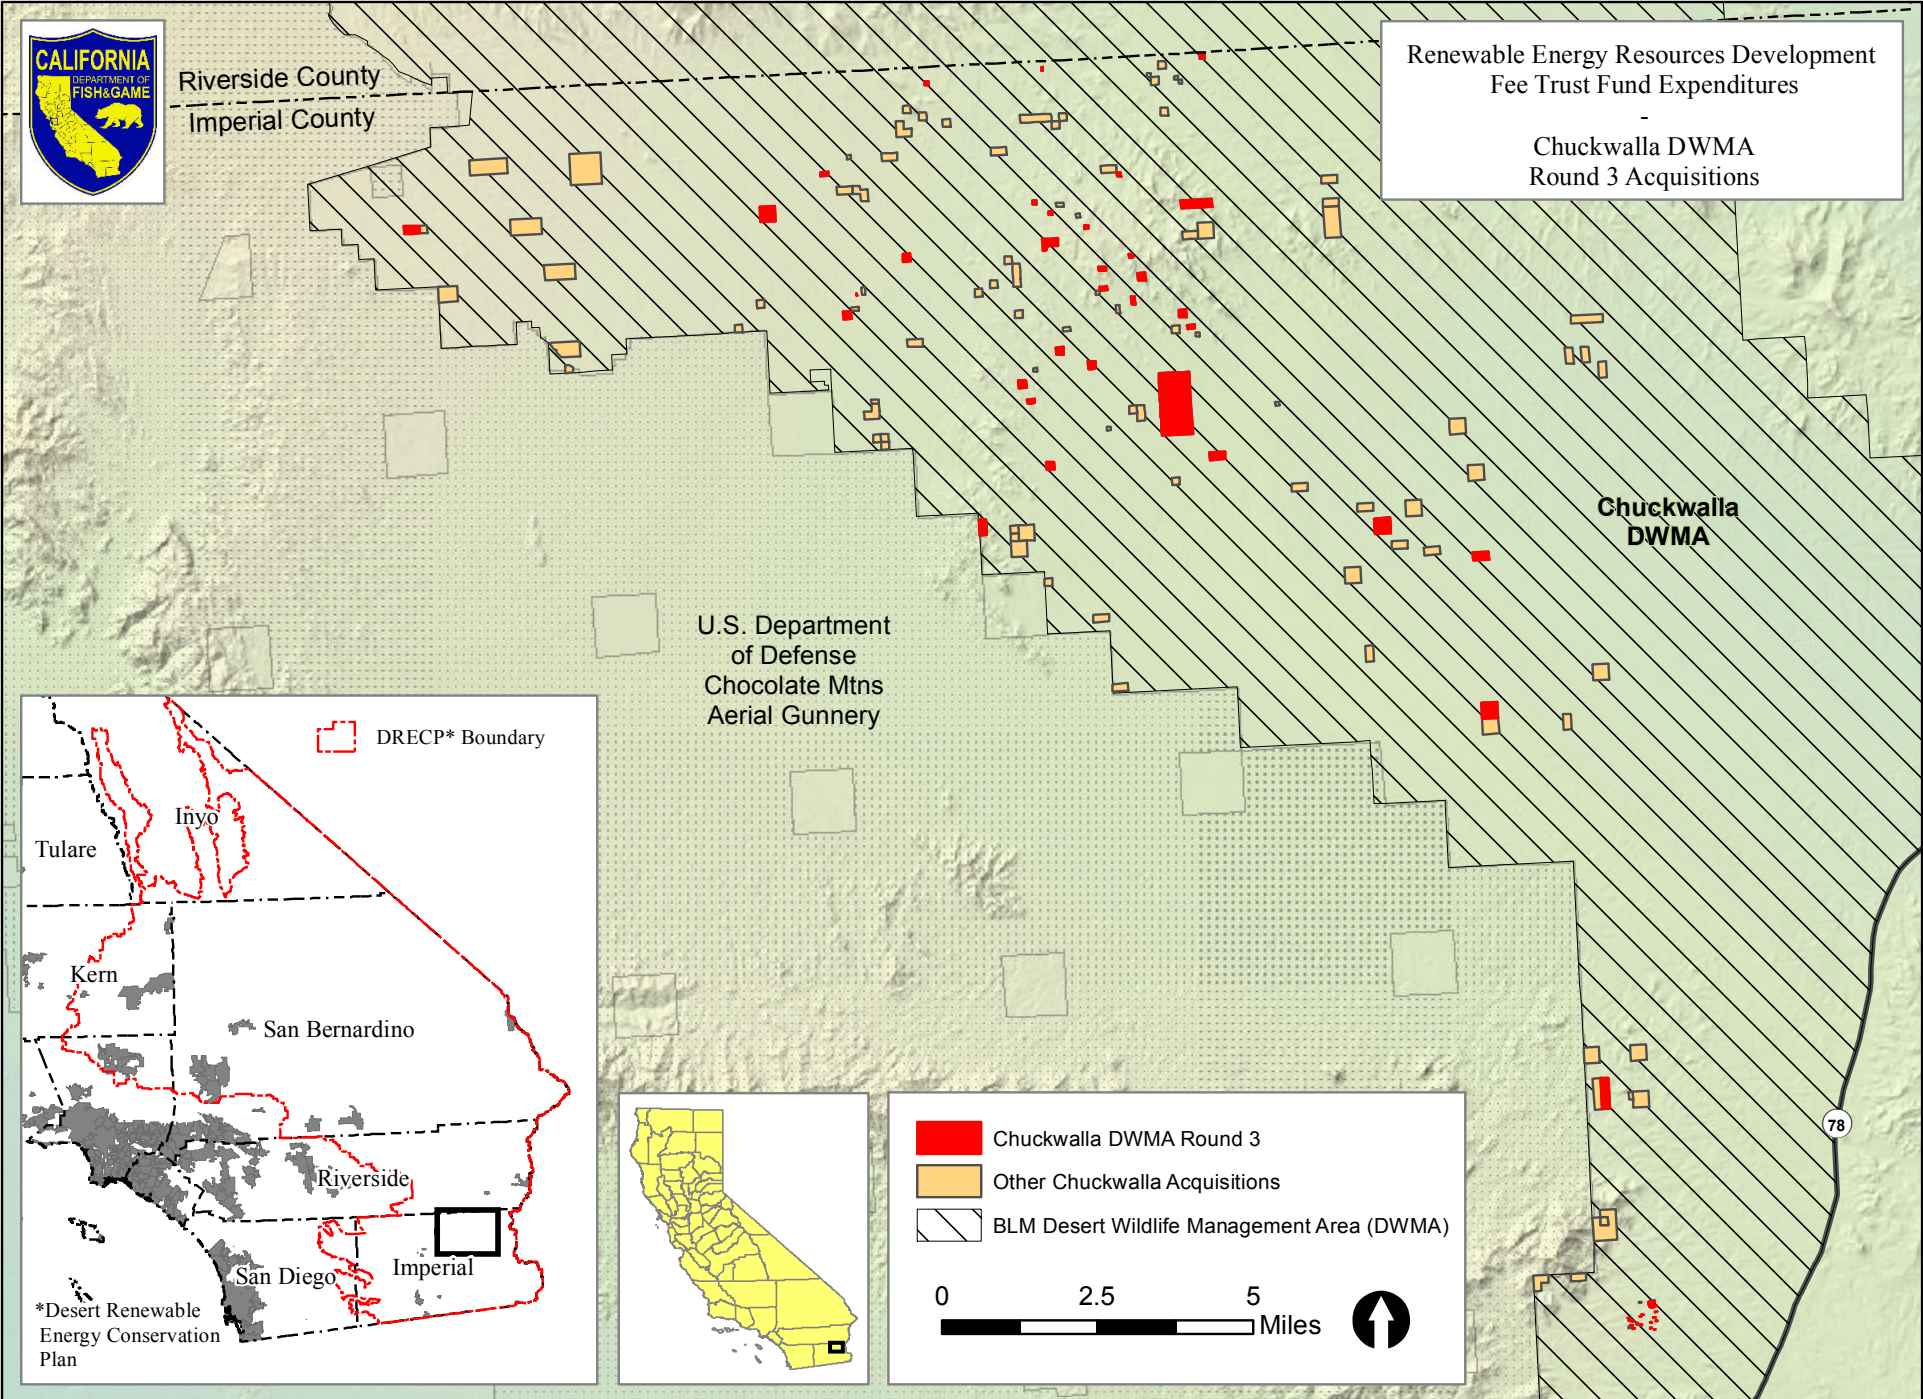 CALIFORNIA
DEPARTMENT OF
FISH&GAME
Riverside County
Imperial County
Renewable Energy Resources Development
Fee Trust Fund Expenditures
-
Chuckwalla DWMA
Round 3 Acquisitions
Chuckwalla
DWMA
U.S. Department
of Defense
Chocolate Mtns
Aerial Gunnery
DRECP* Boundary
Inyo
Tulare
Kern
San Bernardino
Riverside
San Diego
Imperial
*Desert Renewable
Energy Conservation
Plan
Chuckwalla DWMA Round 3
Other Chuckwalla Acquisitions
BLM Desert Wildlife Management Area (DWMA)
0 2.5 5
Miles
78